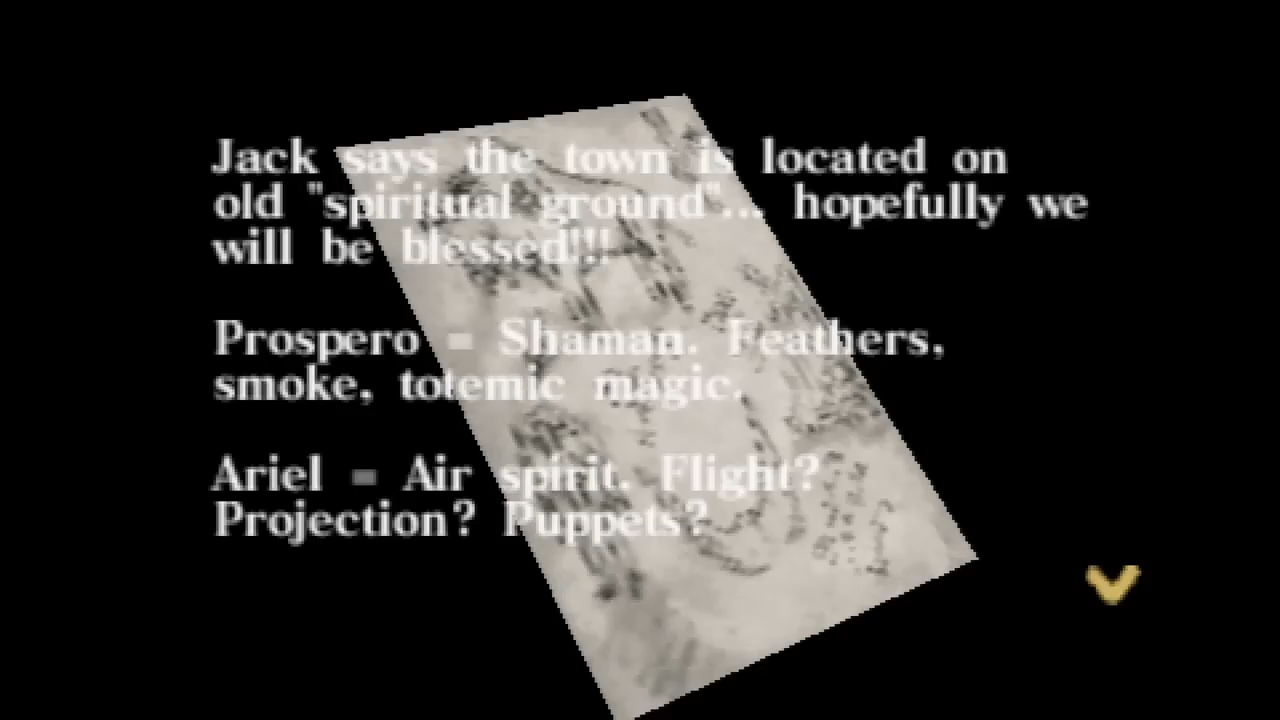 Jack says the town is located on
old "spiritual ground"... hopefully we
will be blessed!!!
Prospero = Shaman. Feathers,
smoke, totemic magic.
Ariel = Air spirit. Flight?
Projection? Puppets?